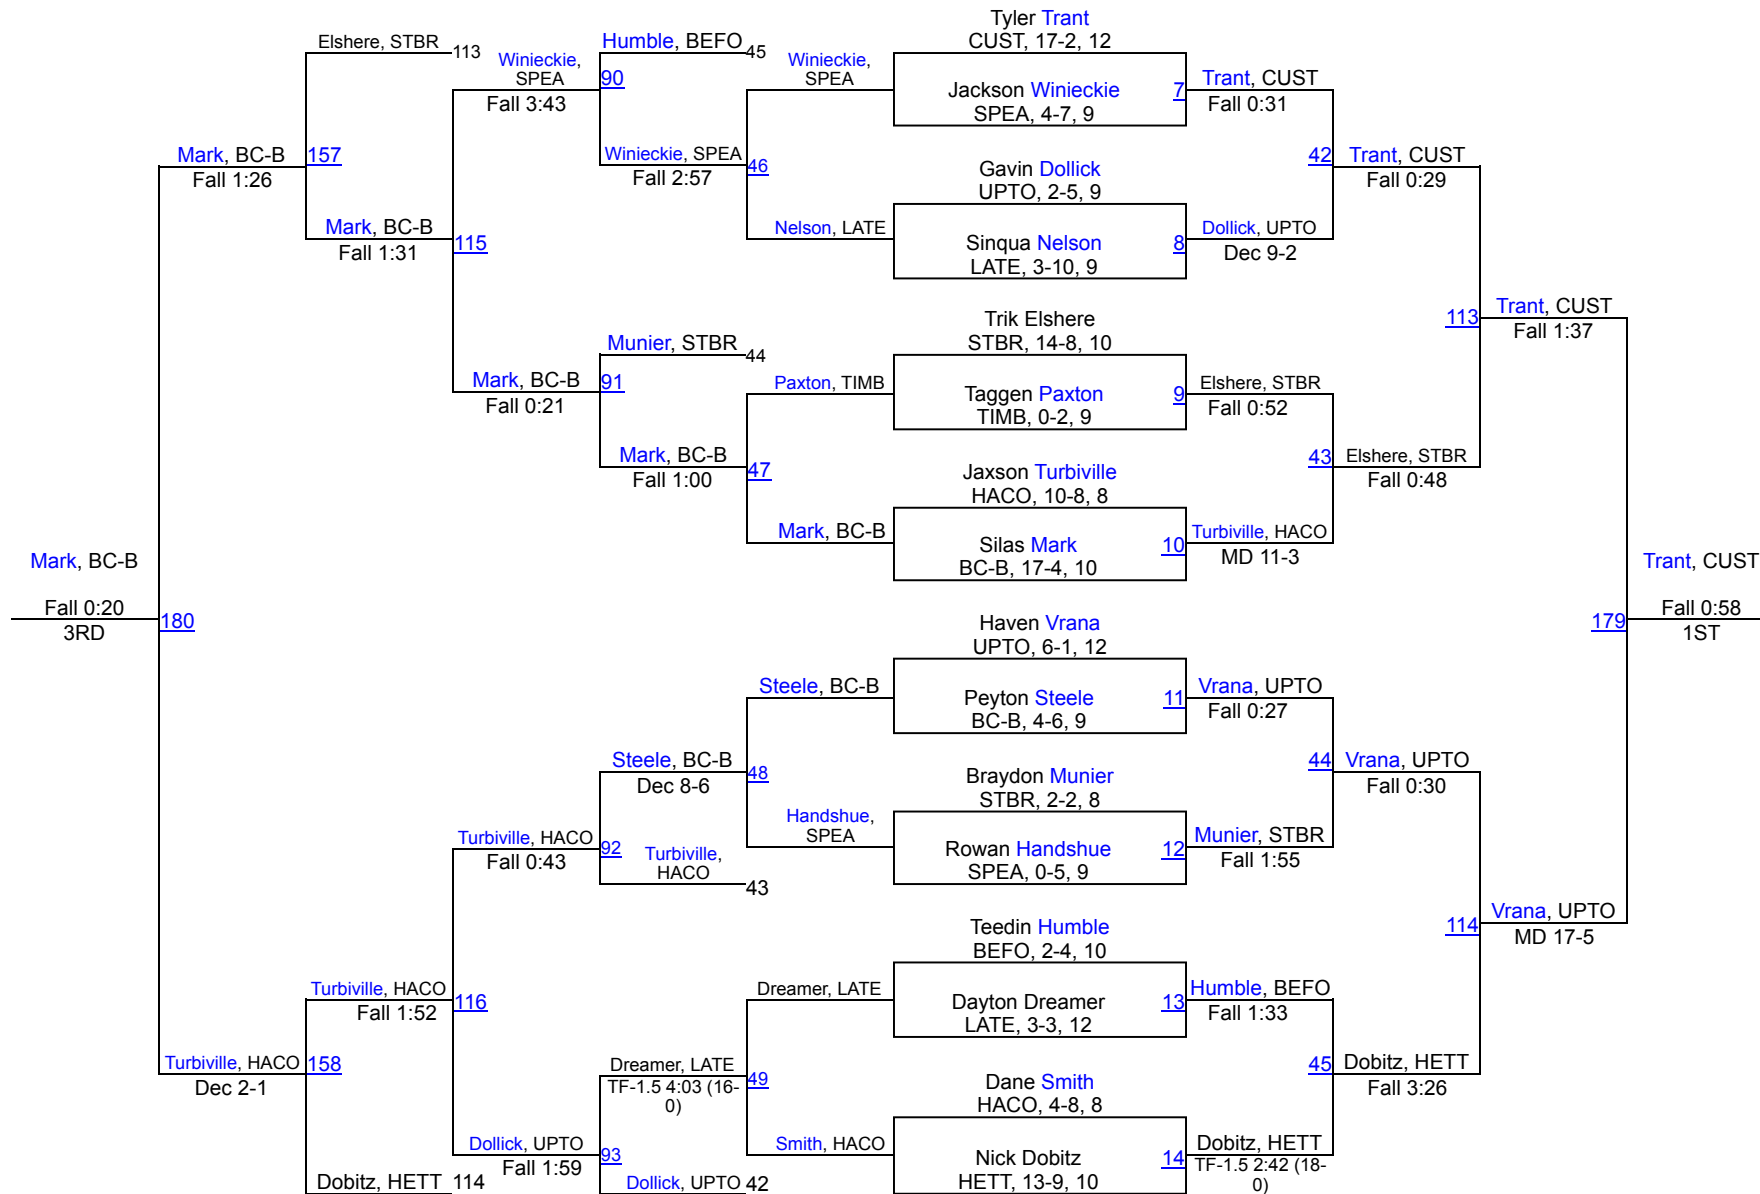 Tyler Trant
CUST, 17-2, 12
Elshere, STBR
113
Humble, BEFO
45
Winieckie,
SPEA
Fall 3:43
90
Winieckie,
SPEA
Jackson Winieckie
SPEA, 4-7, 9
7
Trant, CUST
Fall 0:31
Mark, BC-B
Fall 1:26
157
Winieckie, SPEA
Fall 2:57
46
Gavin Dollick
UPTO, 2-5, 9
42
Trant, CUST
Fall 0:29
Mark, BC-B
Fall 1:31
115
Nelson, LATE
Sinqua Nelson
LATE, 3-10, 9
8
Dollick, UPTO
Dec 9-2
Trik Elshere
STBR, 14-8, 10
113
Trant, CUST
Fall 1:37
Munier, STBR
44
Mark, BC-B
Fall 0:21
91
Paxton, TIMB
Taggen Paxton
TIMB, 0-2, 9
9
Elshere, STBR
Fall 0:52
Mark, BC-B
Fall 1:00
47
Jaxson Turbiville
HACO, 10-8, 8
43
Elshere, STBR
Fall 0:48
Mark, BC-B
Silas Mark
BC-B, 17-4, 10
10
Turbiville, HACO
MD 11-3
Mark, BC-B
Fall 0:20
3RD
180
Trant, CUST
Fall 0:58
1ST
179
Haven Vrana
UPTO, 6-1, 12
Steele, BC-B
Peyton Steele
BC-B, 4-6, 9
11
Vrana, UPTO
Fall 0:27
Steele, BC-B
Dec 8-6
48
Braydon Munier
STBR, 2-2, 8
44
Vrana, UPTO
Fall 0:30
Turbiville, HACO
Fall 0:43
92
Turbiville,
HACO
43
Handshue,
SPEA
Rowan Handshue
SPEA, 0-5, 9
12
Munier, STBR
Fall 1:55
Teedin Humble
BEFO, 2-4, 10
114
Vrana, UPTO
MD 17-5
Turbiville, HACO
Fall 1:52
116
Dreamer, LATE
Dayton Dreamer
LATE, 3-3, 12
13
Humble, BEFO
Fall 1:33
Turbiville, HACO
Dec 2-1
158
Dreamer, LATE
TF-1.5 4:03 (16-
0)
49
Dane Smith
HACO, 4-8, 8
45
Dobitz, HETT
Fall 3:26
Dollick, UPTO
Fall 1:59
93
Smith, HACO
Nick Dobitz
HETT, 13-9, 10
14
Dobitz, HETT
TF-1.5 2:42 (18-
0)
Dobitz, HETT
114
Dollick, UPTO
42